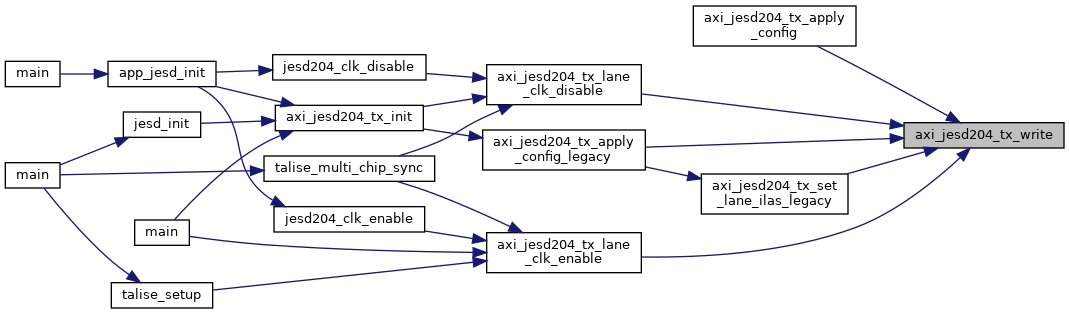 axi_jesd204_tx_apply
_config
main
app_jesd_init
jesd204_clk_disable
axi_jesd204_tx_lane
_clk_disable
jesd_init
axi_jesd204_tx_init
axi_jesd204_tx_write
axi_jesd204_tx_apply
_config_legacy
main
talise_multi_chip_sync
axi_jesd204_tx_set
_lane_ilas_legacy
main
jesd204_clk_enable
axi_jesd204_tx_lane
_clk_enable
talise_setup